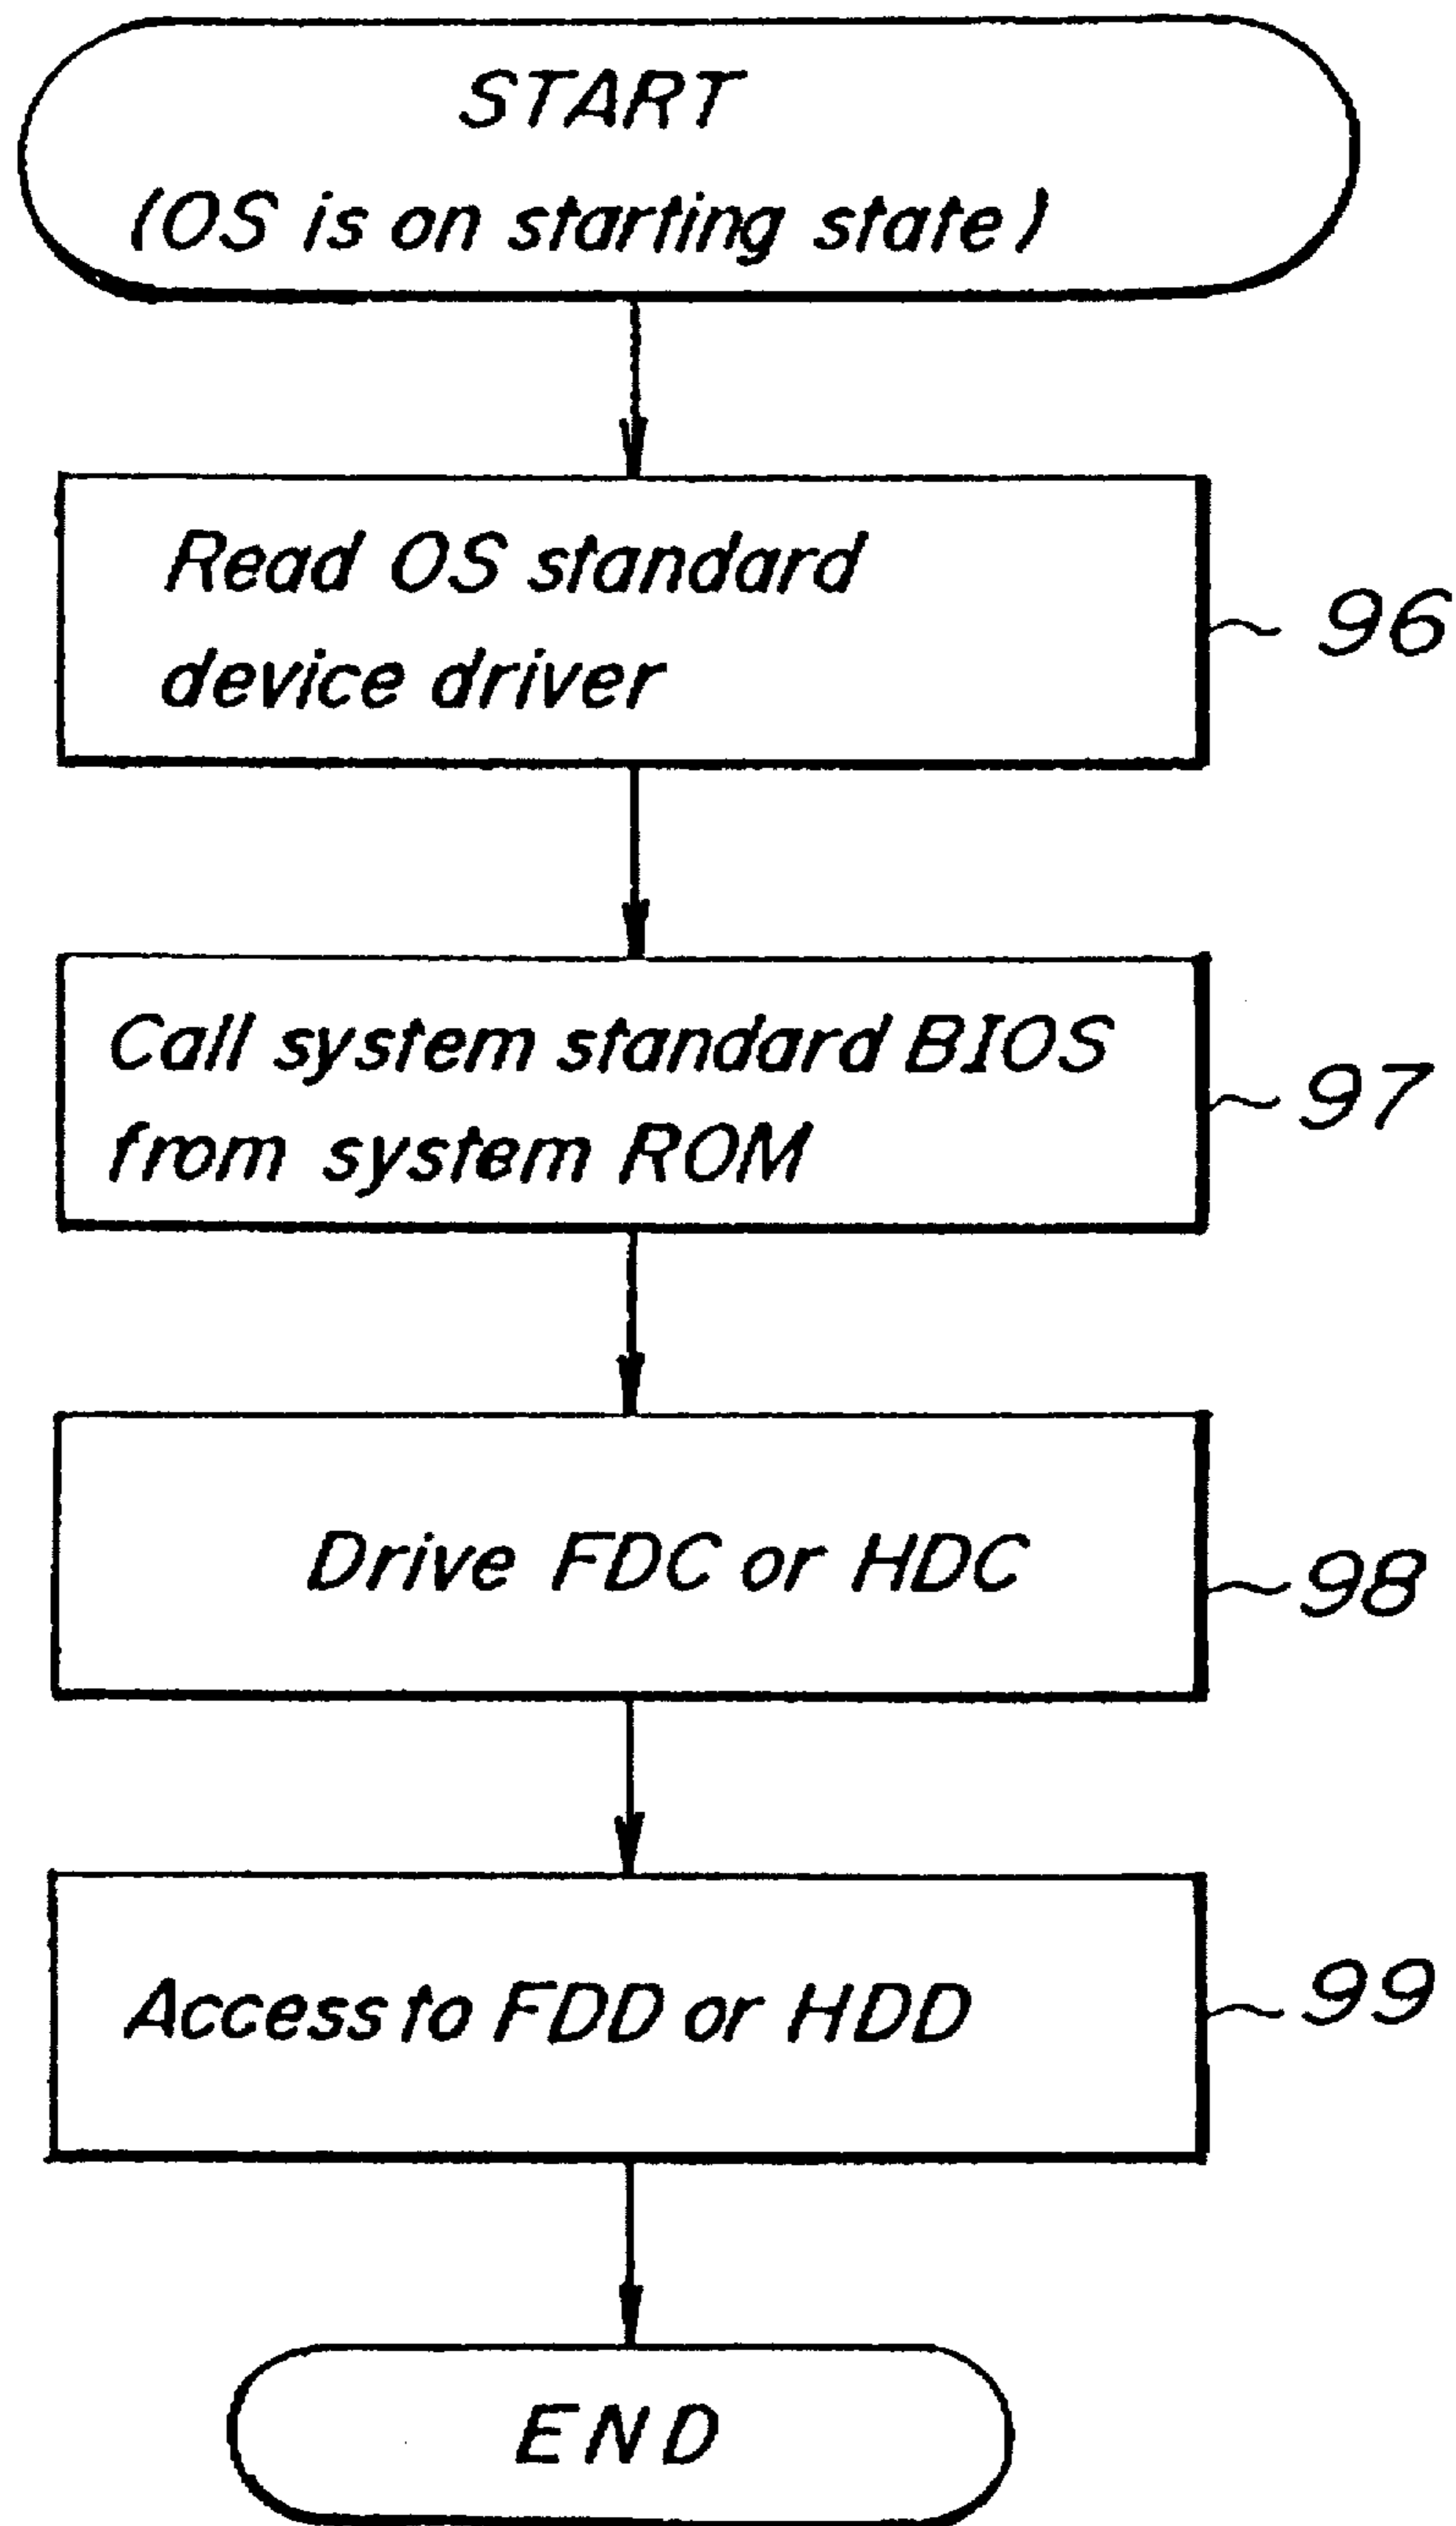 START
(OS is on starting state)
Read OS standard
device driver
96
Call system standard BIOS
from system ROM
97
Drive FDC or HDC
98
Access to FDD or HDD
99
END